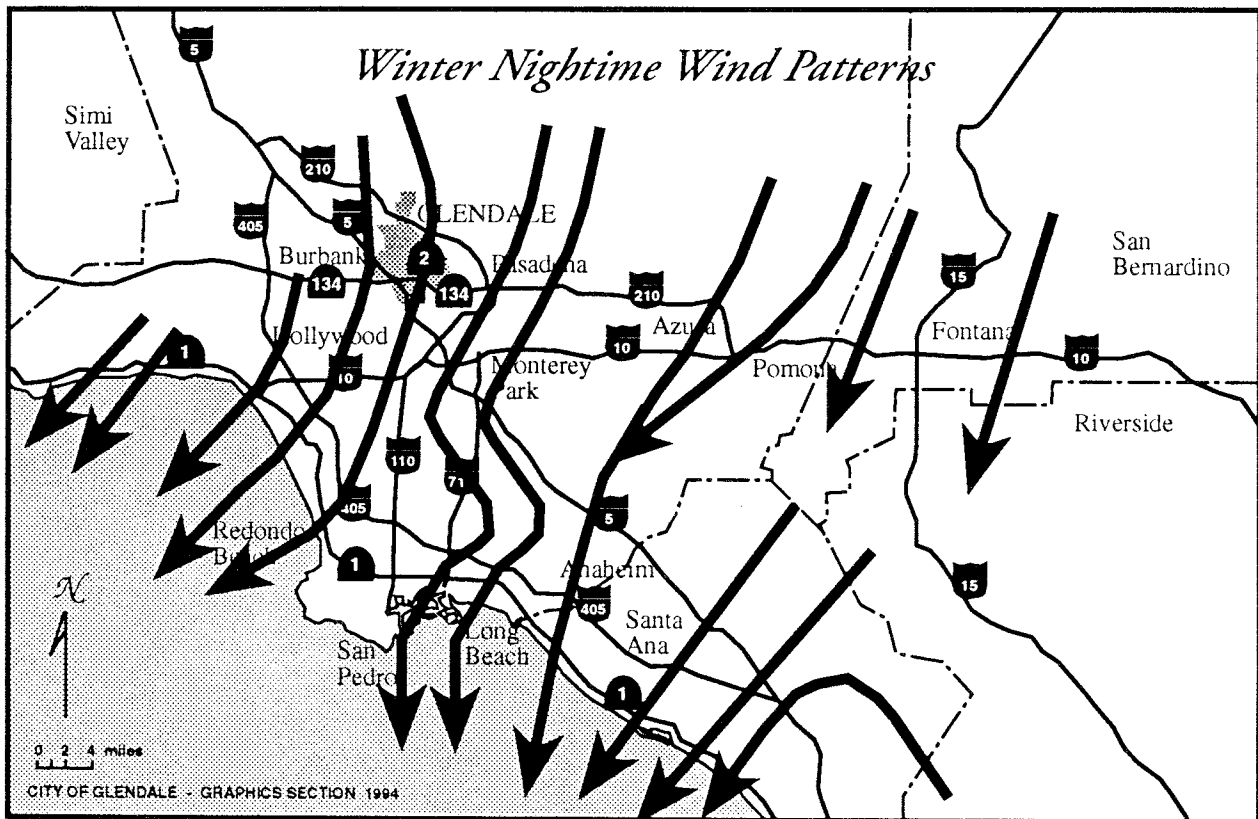 Winter Nightime Wind Patterns
5
Simi
Valley
210
405
5
GLENDALE
Burbank
2
Pasadena
134
134
210
15
San
Bernardino
1
Hollywood
10
10
Azusa
Fontana
10
Monterey
Park
Pomona
Riverside
110
71
405
5
Redondo
Beach
1
Anaheim
405
15
N
San
Pedro
Long
Beach
Santa
Ana
1
0 2 4 miles
CITY OF GLENDALE - GRAPHICS SECTION 1994